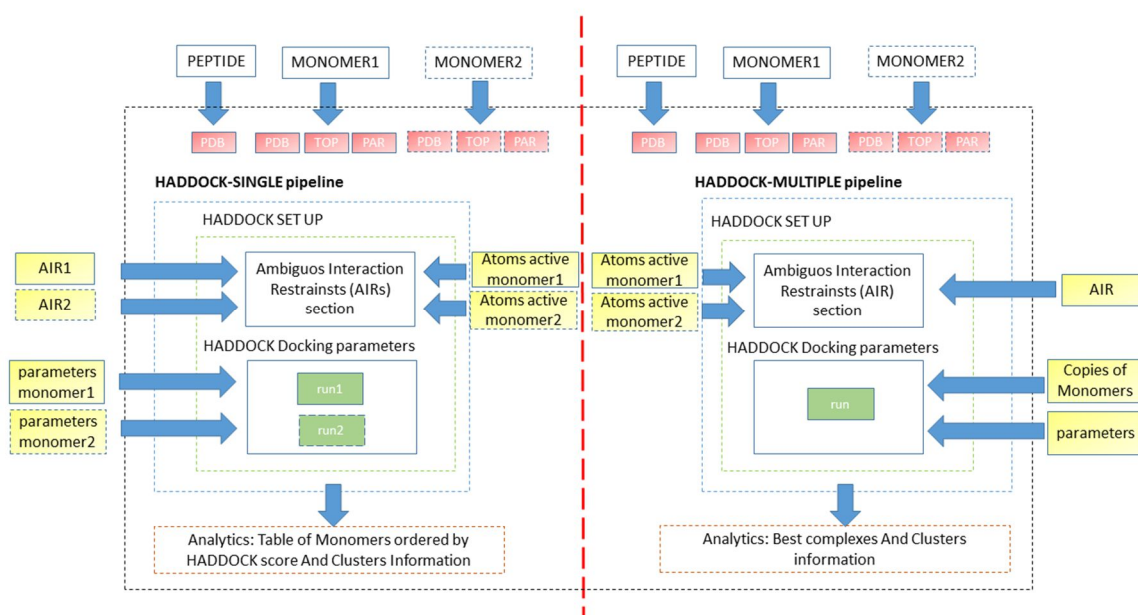 PEPTIDE
MONOMER1
MONOMER2
PDB
PDB
TOP
PAR
PDB
TOP
PAR
HADDOCK-SINGLE pipeline
HADDOCK SET UP
AIR1
AIR2
Ambiguos Interaction
Restrainsts (AIRs)
section
Atoms active
monomer1
Atoms active
monomer2
HADDOCK Docking parameters
parameters
monomer1
parameters
monomer2
run1
run2
Analytics: Table of Monomers ordered by
HADDOCK score And Clusters Information
PEPTIDE
MONOMER1
MONOMER2
PDB
PDB
TOP
PAR
PDB
TOP
PAR
HADDOCK-MULTIPLE pipeline
HADDOCK SET UP
Atoms active
monomer1
Atoms active
monomer2
Ambiguos Interaction
Restrainsts (AIR)
section
AIR
HADDOCK Docking parameters
run
Copies of
Monomers
parameters
Analytics: Best complexes And Clusters
information